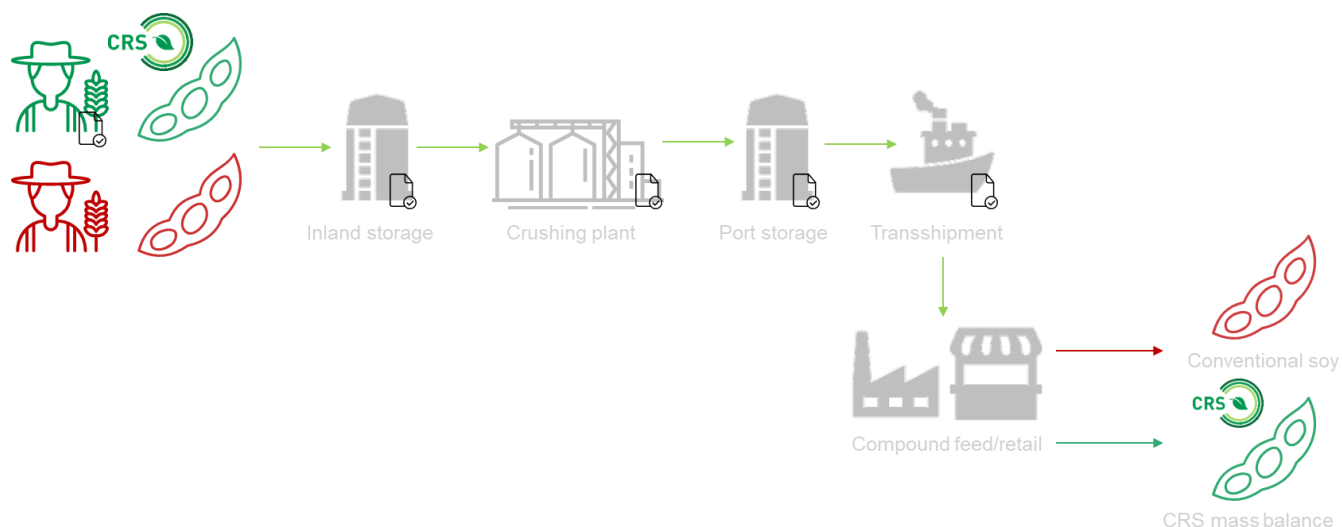 CRS
Inland storage
Crushing plant
Port storage
Transshipment
Conventional soy
CRS
Compound feed/retail
CRS mass balance